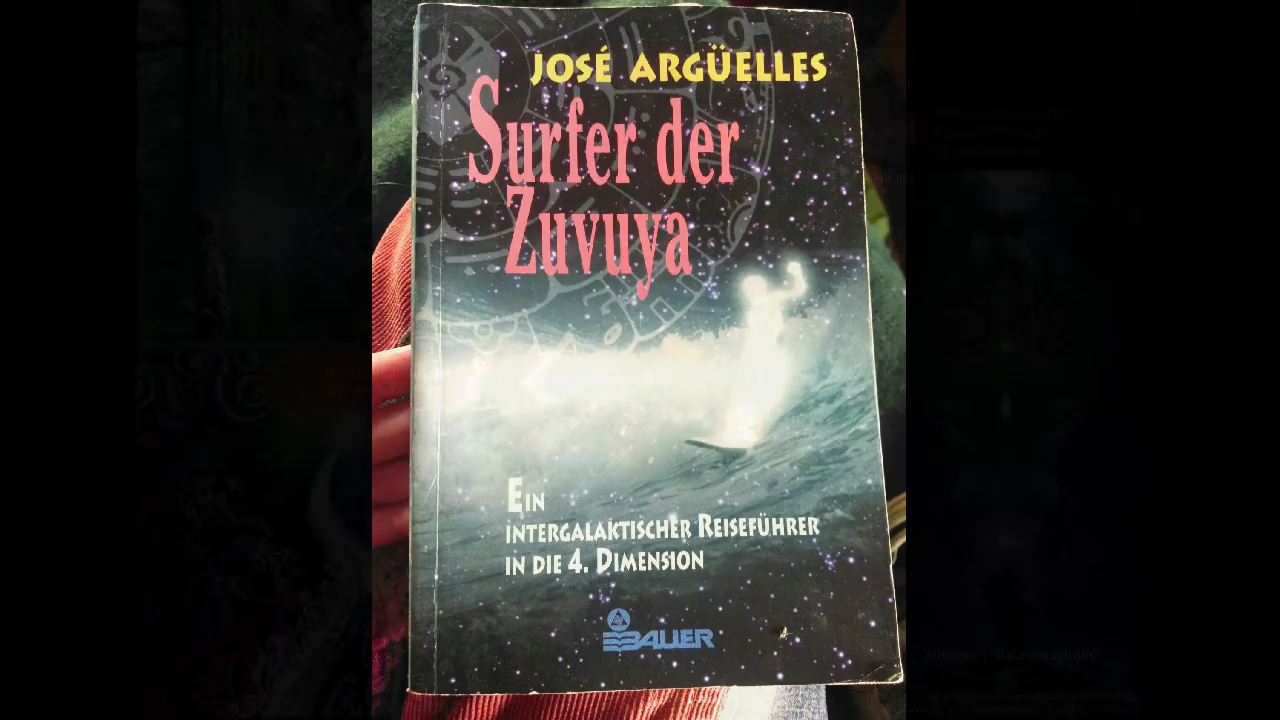 JOSÉ ARGÜELLES
Surfer der
Zuvuya
EIN
INTERGALAKTISCHER REISEFÜHRER
IN DIE 4. DIMENSION
BAUER